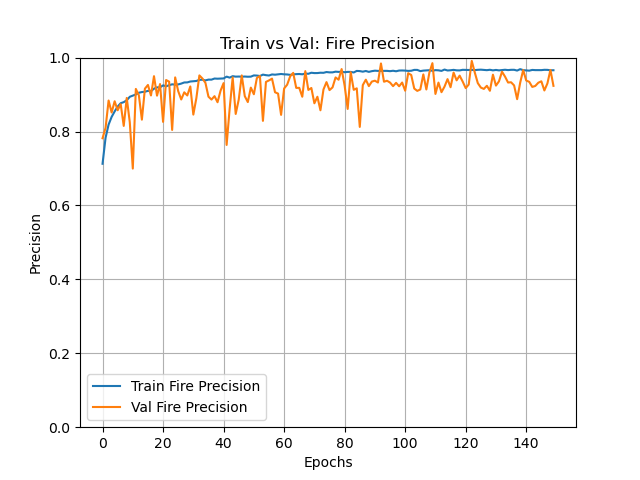 Train vs Val: Fire Precision
1.0
0.8
0.6
0.4
0.2
0.0
Precision
Train Fire Precision
Val Fire Precision
0 20 40 60 80 100 120 140
Epochs